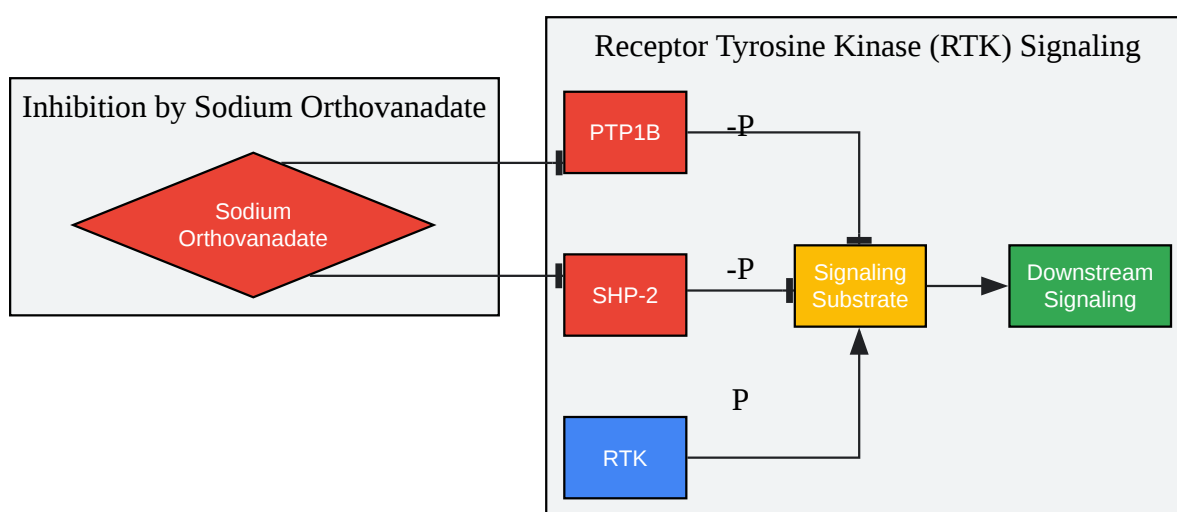 Receptor Tyrosine Kinase (RTK) Signaling
Inhibition by Sodium Orthovanadate
PTP1B
-P
Sodium
Orthovanadate
SHP-2
-P
Signaling
Substrate
Downstream
Signaling
P
RTK